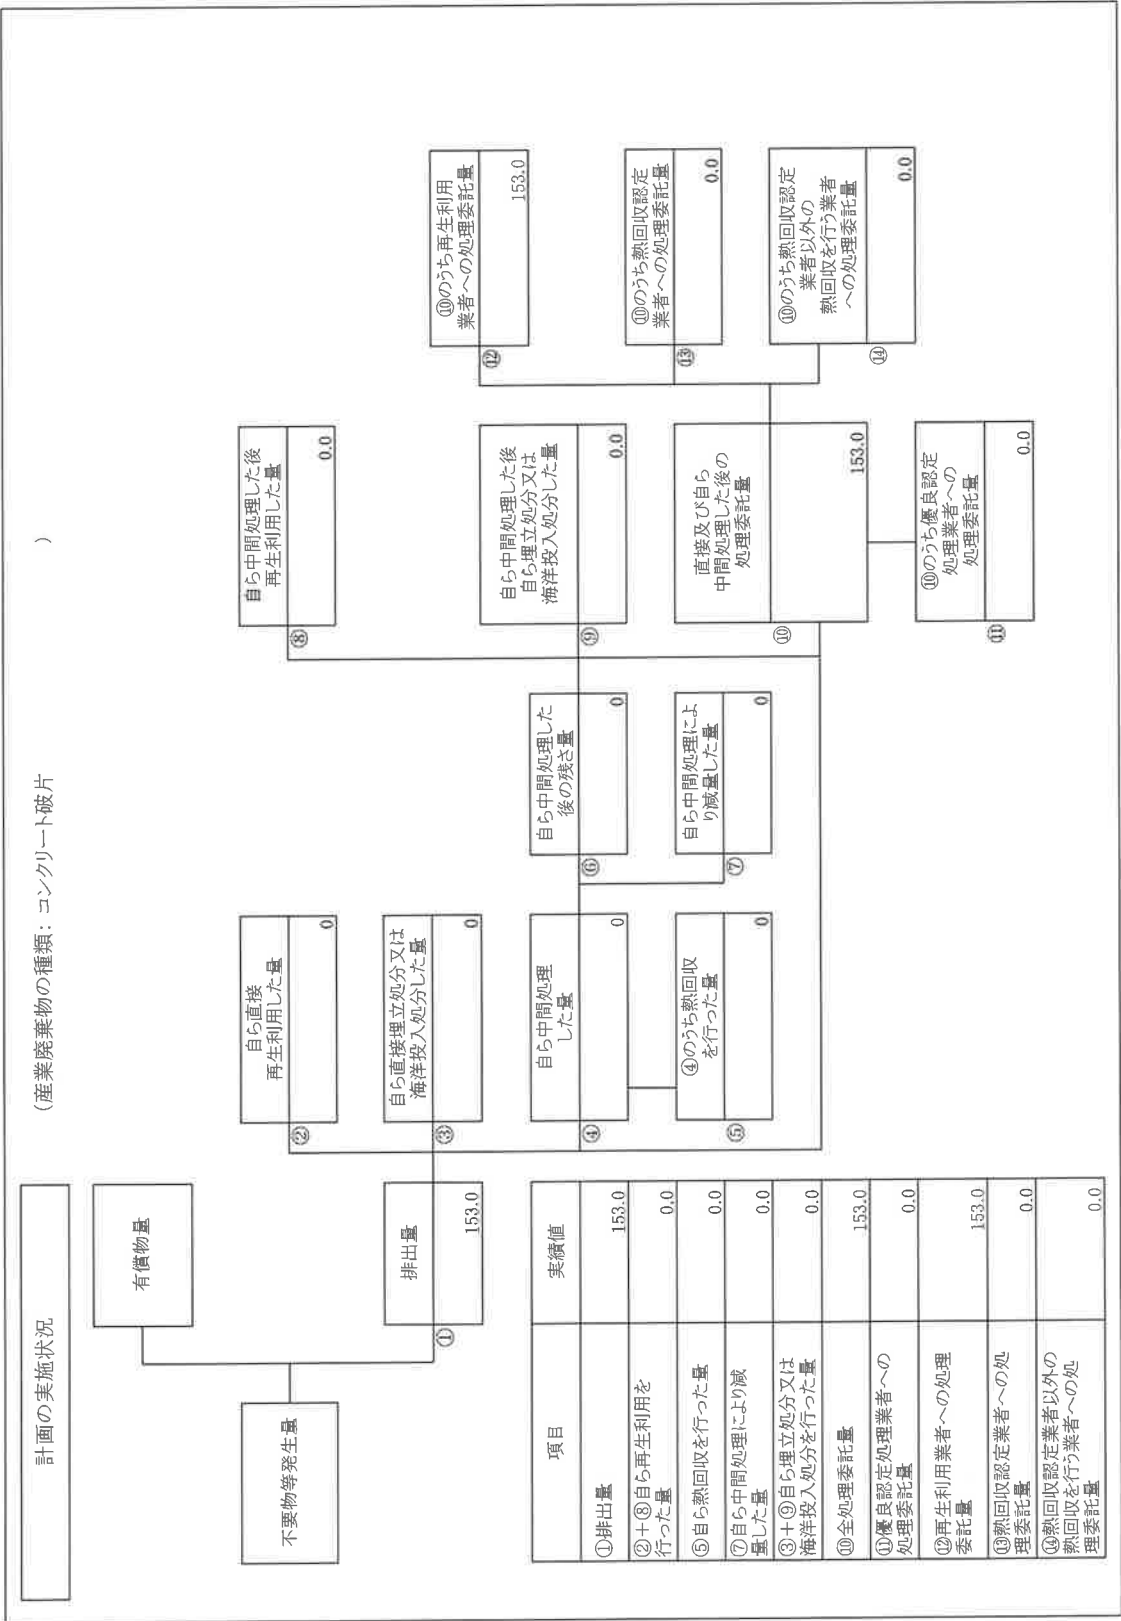 計画の実施状況
(産業廃棄物の種類：コンクリート破片
)
不要物等発生量
有償物量
①
排出量
153.0
②
自ら直接
再生利用した量
0
③
自ら直接埋立処分又は
海洋投入処分した量
0
④
自ら中間処理
した量
0
⑤
④のうち熱回収
を行った量
0
⑥
自ら中間処理した
後の残さ量
0
⑦
自ら中間処理によ
り減量した量
0
⑧
自ら中間処理した後
再生利用した量
0.0
⑨
自ら中間処理した後
自ら埋立処分又は
海洋投入処分した量
0.0
⑩
直接及び自ら
中間処理した後の
処理委託量
153.0
⑪
⑩のうち優良認定
処理業者への
処理委託量
0.0
⑫
⑩のうち再生利用
業者への処理委託量
153.0
⑬
⑩のうち熱回収認定
業者への処理委託量
0.0
⑭
⑩のうち熱回収認定
業者以外の
熱回収を行う業者
への処理委託量
0.0
項目 実績値
①排出量 153.0
②＋⑧自ら再生利用を
行った量 0.0
⑤自ら熱回収を行った量 0.0
⑦自ら中間処理により減
量した量 0.0
③＋⑨自ら埋立処分又は
海洋投入処分を行った量 0.0
⑩全処理委託量 153.0
⑪優良認定処理業者への
処理委託量 0.0
⑫再生利用業者への処理
委託量 153.0
⑬熱回収認定業者への処
理委託量 0.0
⑭熱回収認定業者以外の
熱回収を行う業者への処
理委託量 0.0